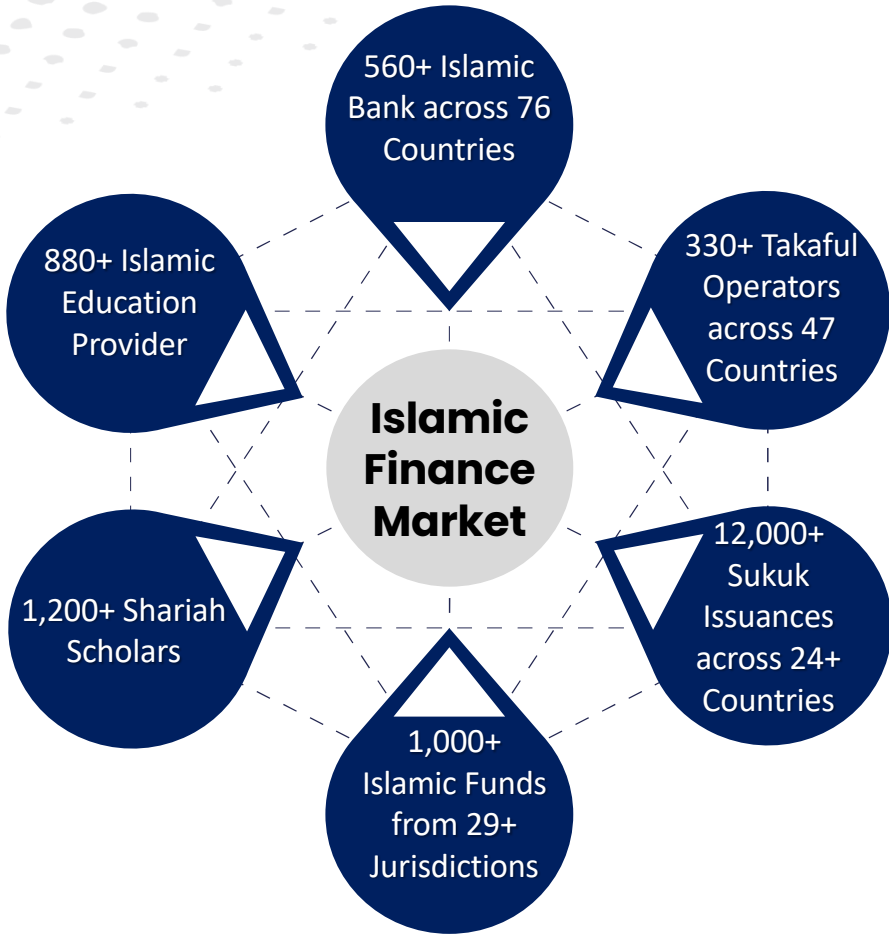 560+ Islamic
Bank across 76
Countries
880+ Islamic
Education
Provider
330+ Takaful
Operators
across 47
Countries
Islamic
Finance
Market
1,200+ Shariah
Scholars
12,000+
Sukuk
Issuances
across 24+
Countries
1,000+
Islamic Funds
from 29+
Jurisdictions